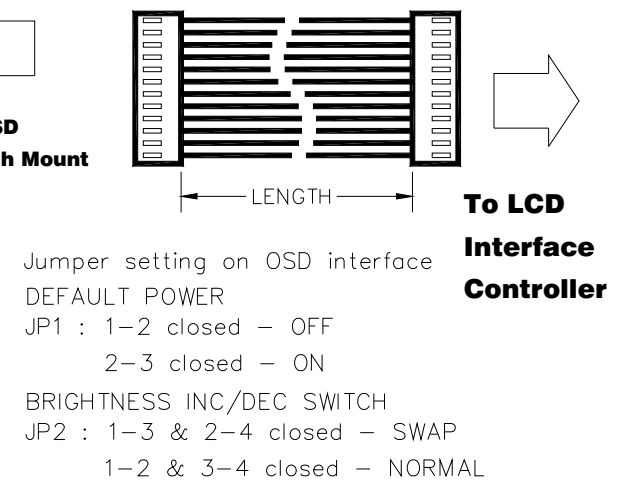 SD
h Mount
LENGTH
To LCD
Interface
Controller
Jumper setting on OSD interface
DEFAULT POWER
JP1 : 1-2 closed - OFF
2-3 closed - ON
BRIGHTNESS INC/DEC SWITCH
JP2 : 1-3 & 2-4 closed - SWAP
1-2 & 3-4 closed - NORMAL